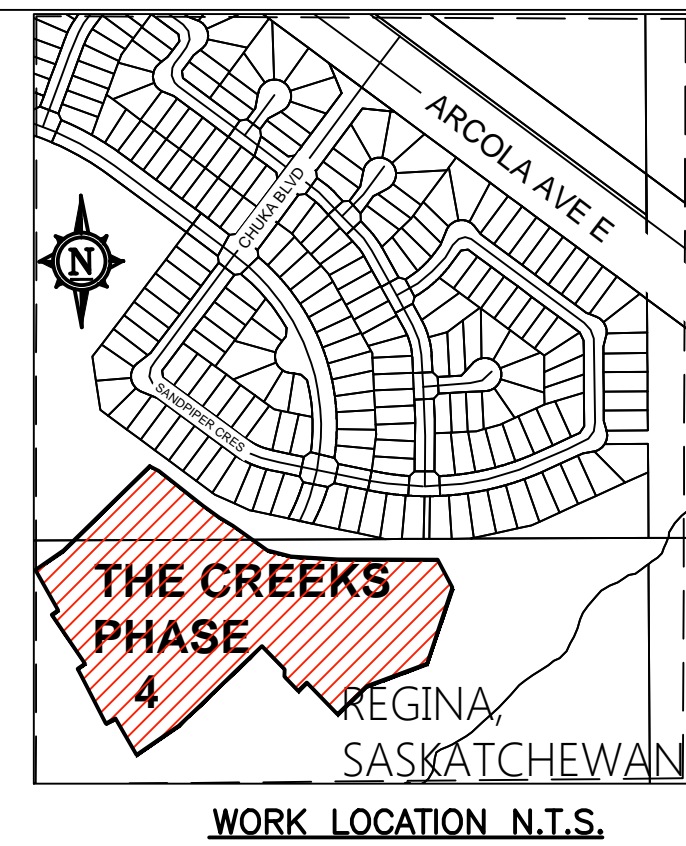 ARCOLA AVE E
CHUKA BLVD
N
SANDPIPER CRES
THE CREEKS
PHASE
4
REGINA,
SASKATCHEWAN
WORK LOCATION N.T.S.